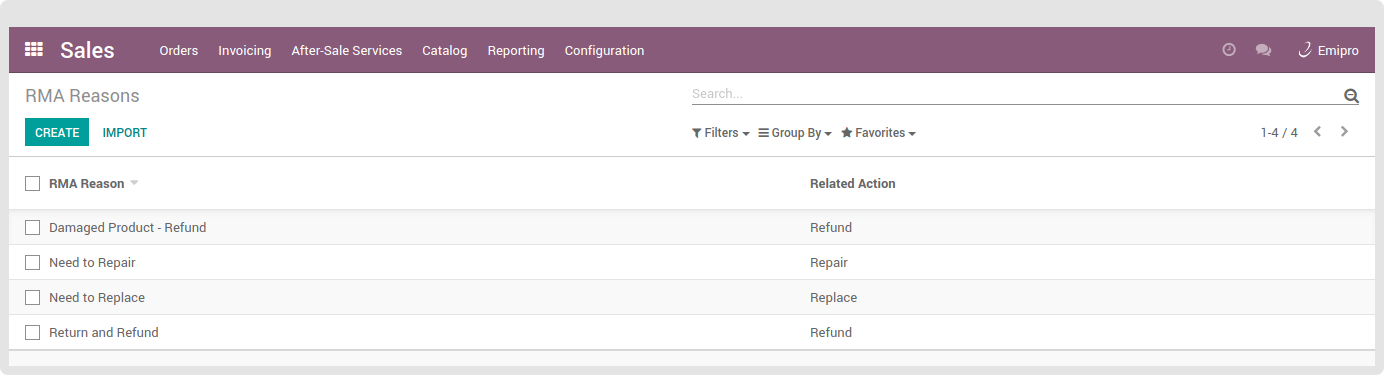 Sales Orders Invoicing After-Sale Services Catalog Reporting Configuration Emipro
RMA Reasons Search...
CREATE IMPORT Filters Group By Favorites 1-4 / 4
RMA Reason Related Action
Damaged Product - Refund Refund
Need to Repair Repair
Need to Replace Replace
Return and Refund Refund